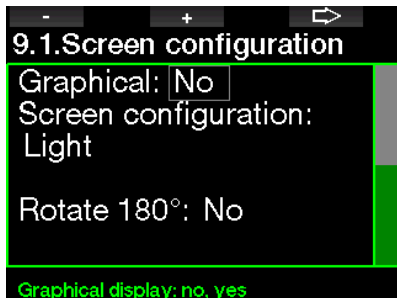 - +
9.1.Screen configuration
Graphical: No
Screen configuration:
Light
Rotate 180°: No
Graphical display: no, yes